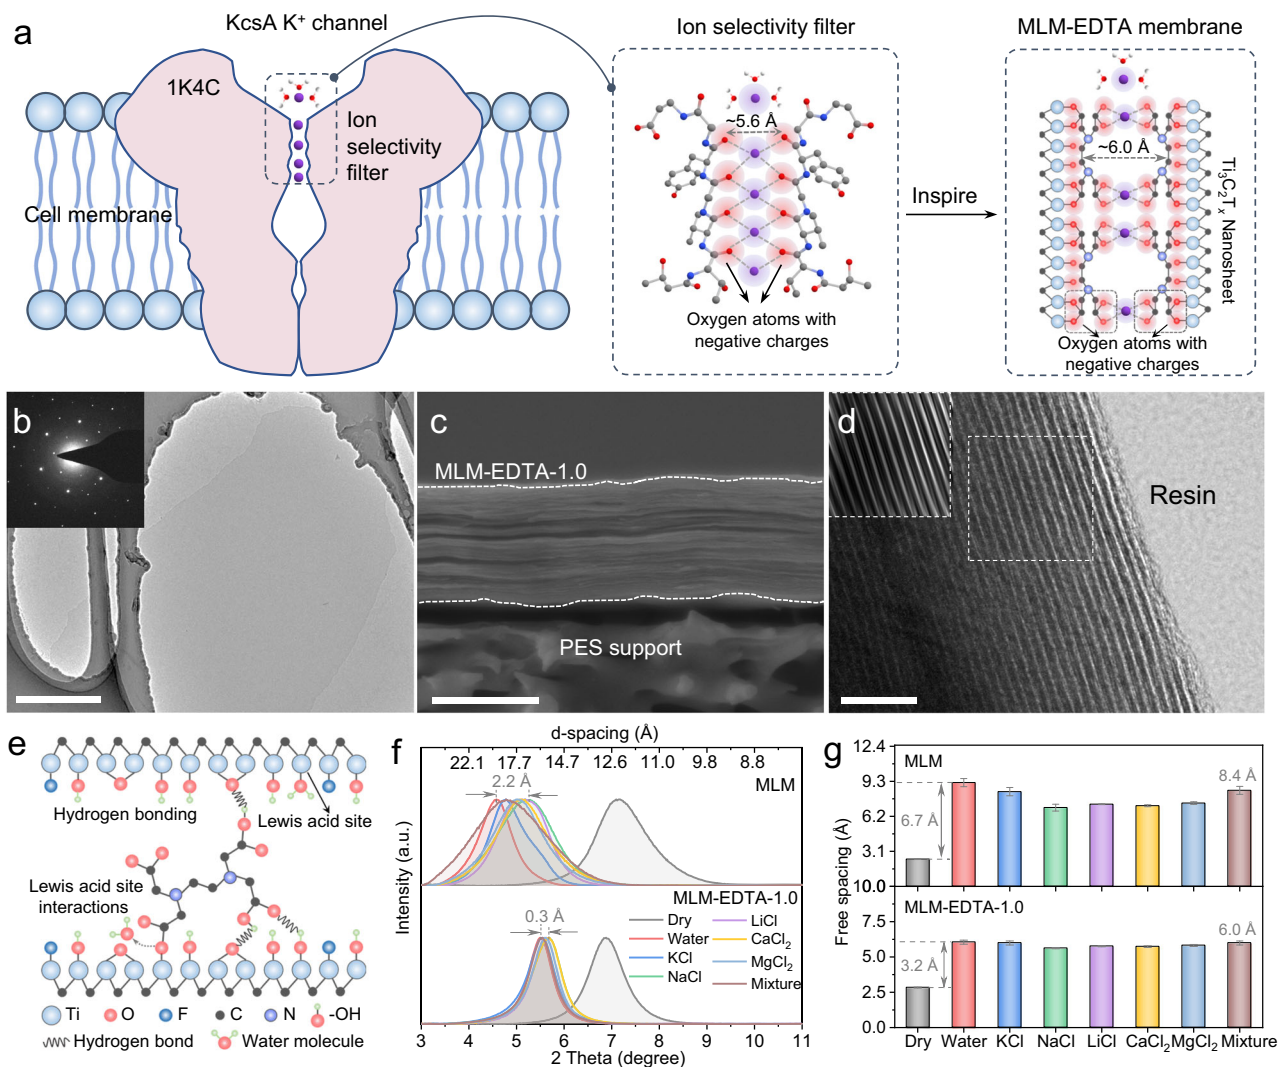 a
KcsA K⁺ channel
1K4C
Ion
selectivity
filter
Cell membrane
Ion selectivity filter
~5.6 Å
Oxygen atoms with
negative charges
Inspire
MLM-EDTA membrane
~6.0 Å
Ti₃C₂Tₓ Nanosheet
Oxygen atoms with
negative charges
b
c
MLM-EDTA-1.0
PES support
d
Resin
e
Hydrogen bonding
Lewis acid site
Lewis acid site
interactions
Ti O F C N -OH
Hydrogen bond Water molecule
f
d-spacing (Å)
22.1 17.7 14.7 12.6 11.0 9.8 8.8
2.2 Å
MLM
MLM-EDTA-1.0
0.3 Å
Dry LiCl
Water CaCl₂
KCl MgCl₂
NaCl Mixture
Intensity (a.u.)
3 4 5 6 7 8 9 10 11
2 Theta (degree)
g
12.4
9.3
6.2
3.1
10.0
7.5
5.0
2.5
0.0
Free spacing (Å)
MLM
6.7 Å
8.4 Å
MLM-EDTA-1.0
3.2 Å
6.0 Å
Dry Water KCl NaCl LiCl CaCl₂ MgCl₂ Mixture